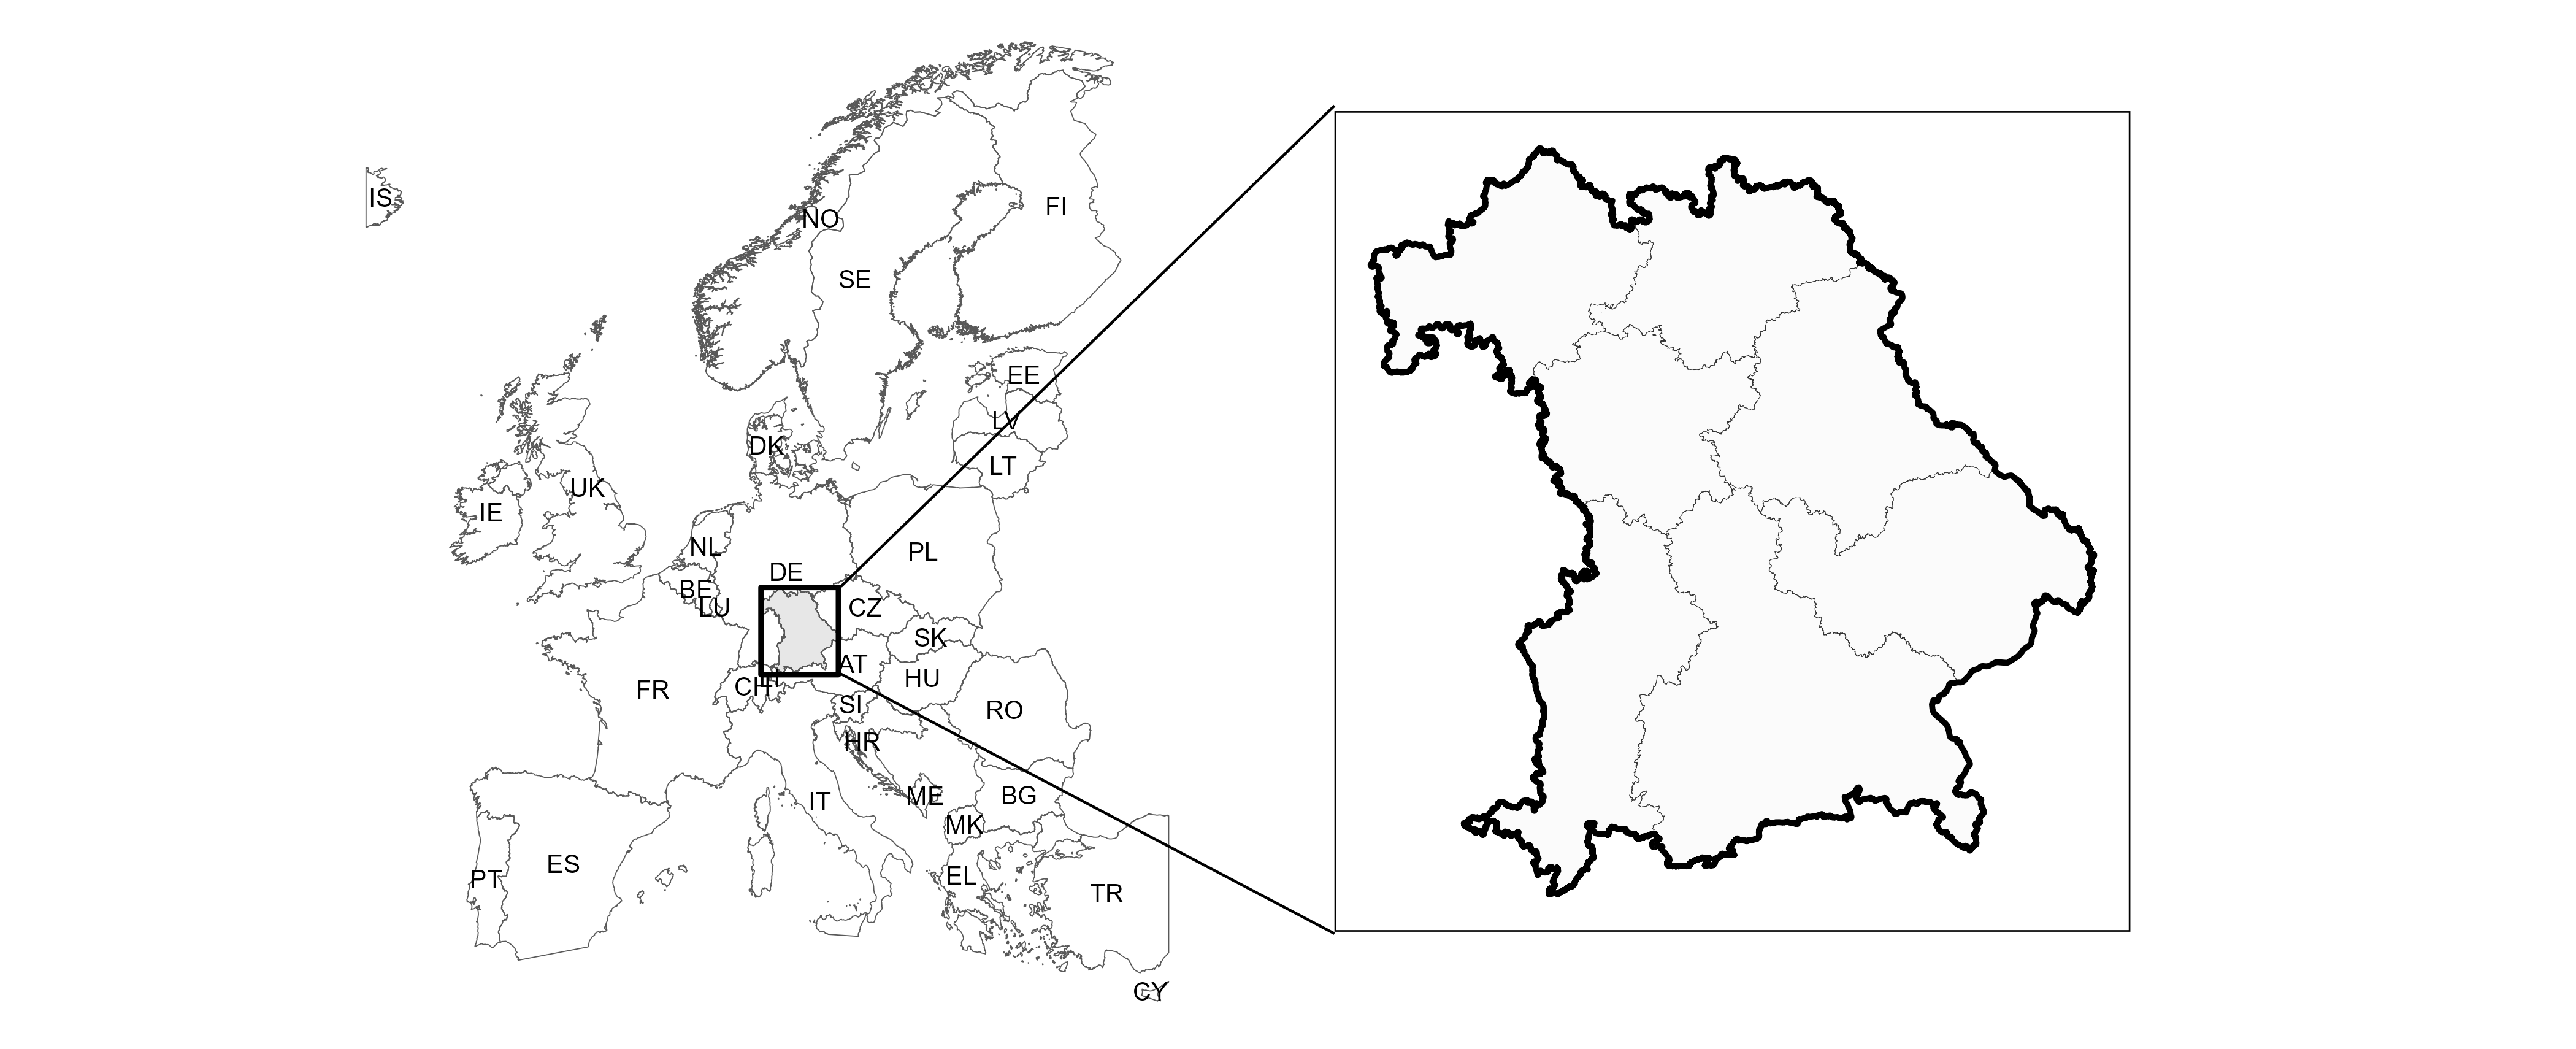 IS
NO
FI
SE
EE
LV
DK
LT
UK
IE
NL
PL
DE
BE
LU
CZ
SK
AT
HU
CH
FR
SI
RO
HR
IT
ME
BG
MK
ES
EL
PT
TR
CY